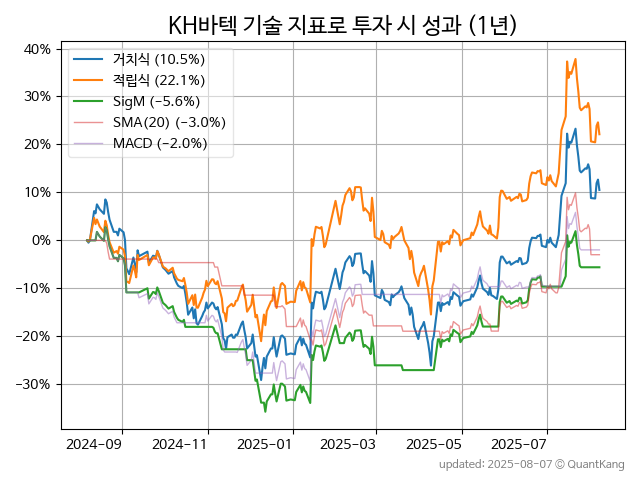 KH바텍 기술 지표로 투자 시 성과 (1년)
거치식 (10.5%)
적립식 (22.1%)
SigM (−5.6%)
SMA(20) (−3.0%)
MACD (−2.0%)
40%
30%
20%
10%
0%
−10%
−20%
−30%
2024-09
2024-11
2025-01
2025-03
2025-05
2025-07
updated: 2025-08-07 © QuantKang